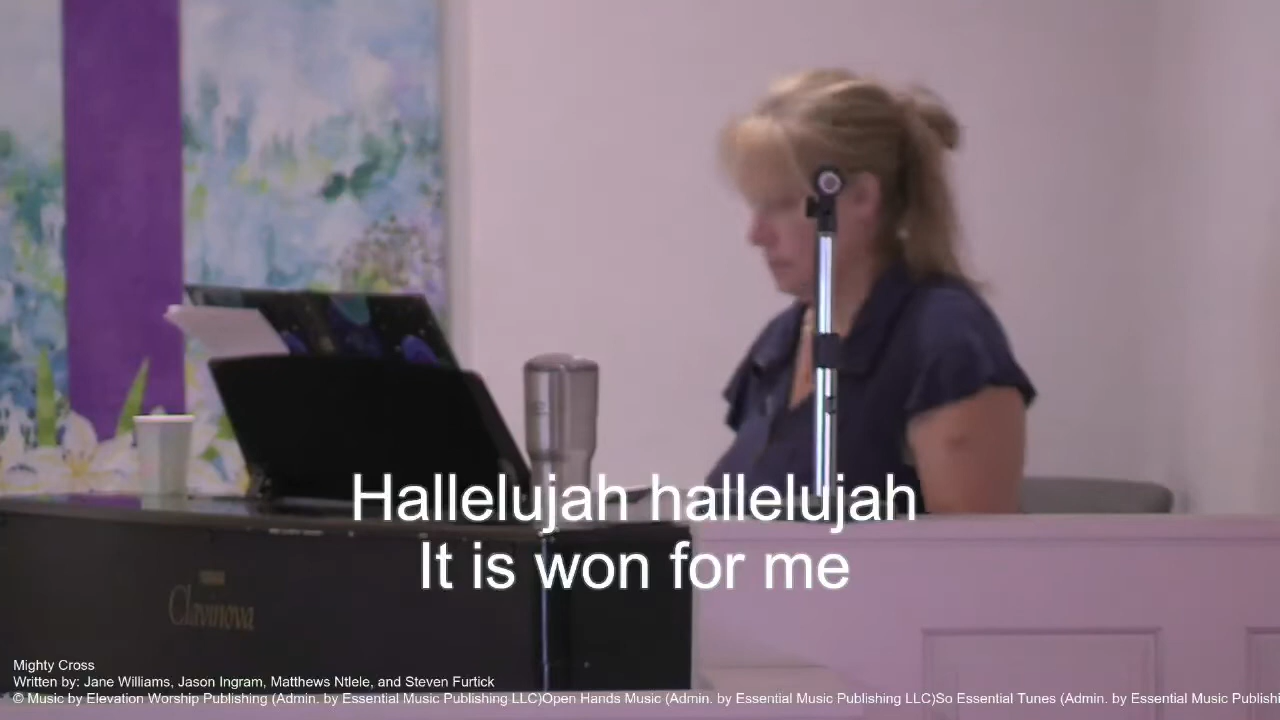 Hallelujah hallelujah
It is won for me
Clavinova
Mighty Cross
Written by: Jane Williams, Jason Ingram, Matthews Ntlele, and Steven Furtick
© Music by Elevation Worship Publishing (Admin. by Essential Music Publishing LLC)Open Hands Music (Admin. by Essential Music Publishing LLC)So Essential Tunes (Admin. by Essential Music Publishi